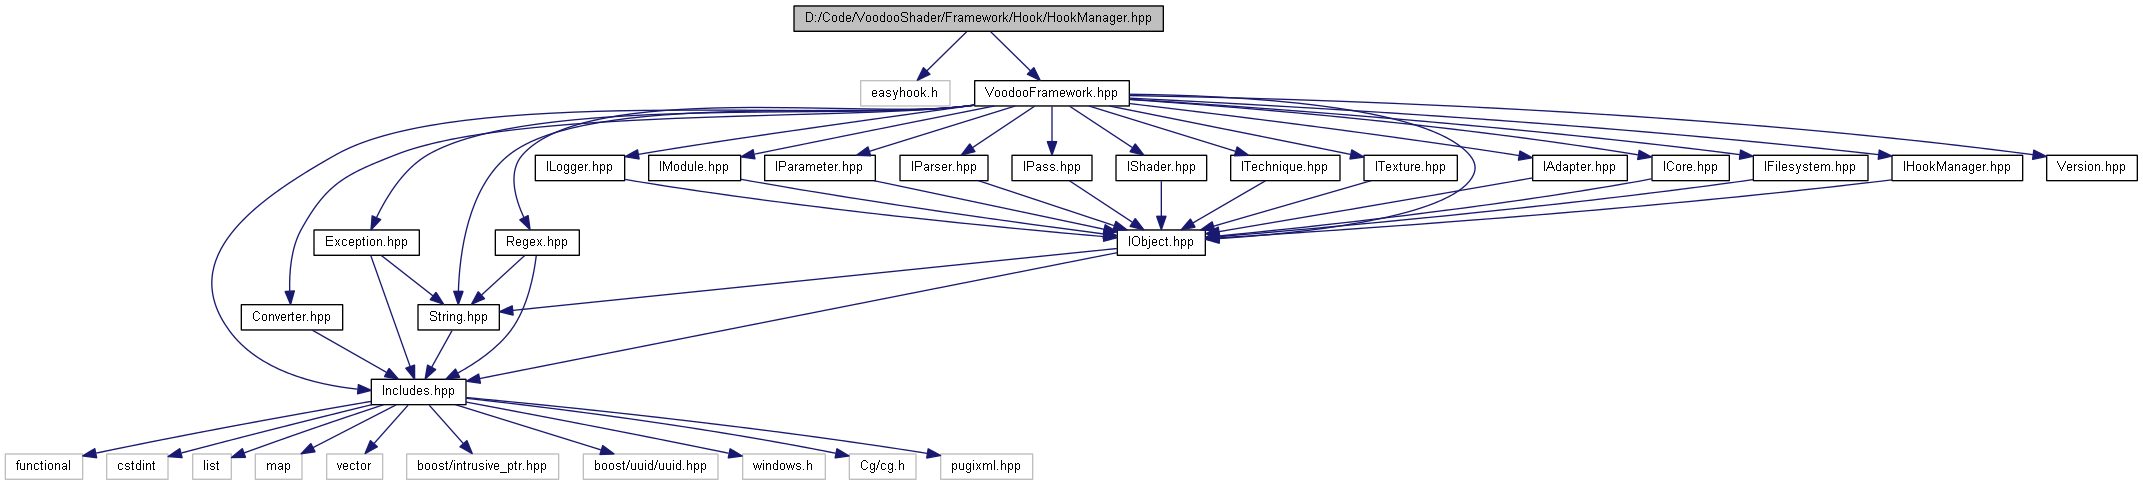 D:/Code/VoodooShader/Framework/Hook/HookManager.hpp
easyhook.h
VoodooFramework.hpp
ILogger.hpp
IModule.hpp
IParameter.hpp
IParser.hpp
IPass.hpp
IShader.hpp
ITechnique.hpp
ITexture.hpp
IAdapter.hpp
ICore.hpp
IFilesystem.hpp
IHookManager.hpp
Version.hpp
Exception.hpp
Regex.hpp
IObject.hpp
Converter.hpp
String.hpp
Includes.hpp
functional
cstdint
list
map
vector
boost/intrusive_ptr.hpp
boost/uuid/uuid.hpp
windows.h
Cg/cg.h
pugixml.hpp